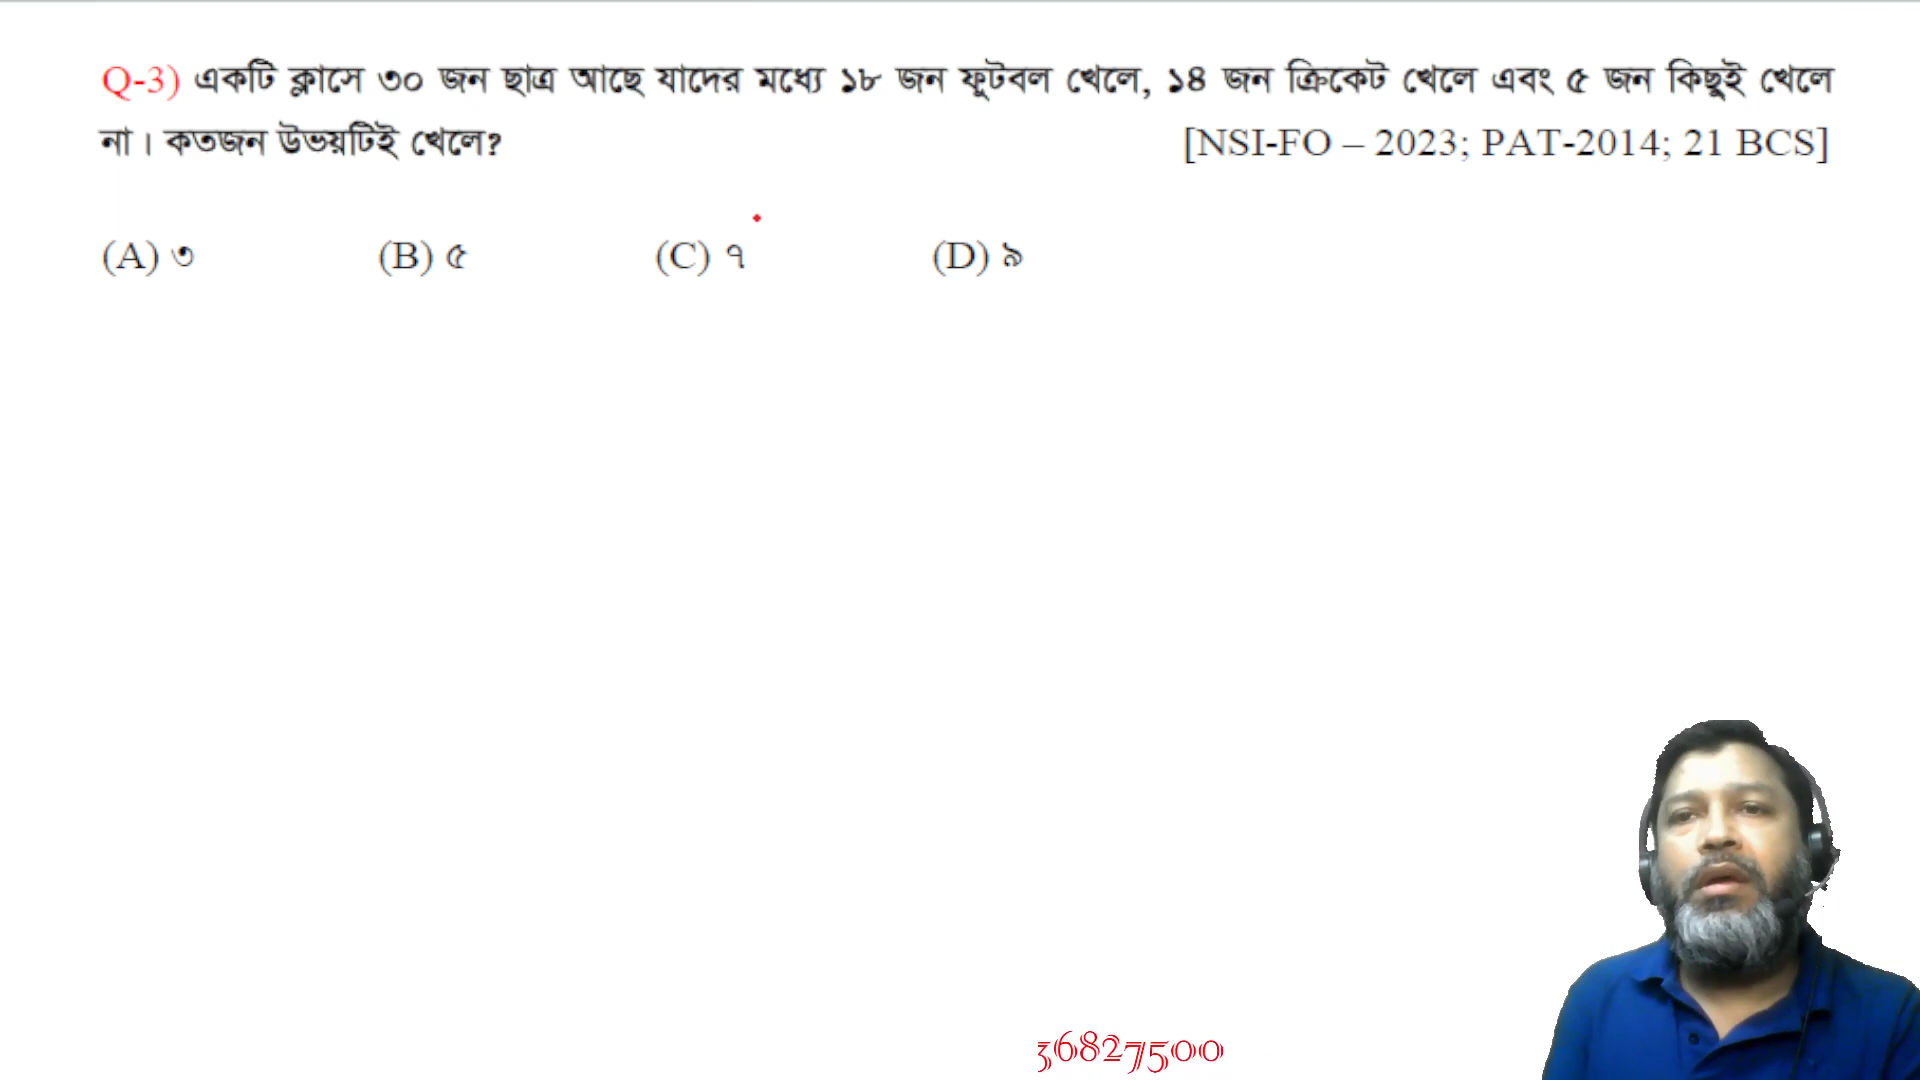 Q-3) একটি ক্লাসে ৩০ জন ছাত্র আছে যাদের মধ্যে ১৮ জন ফুটবল খেলে, ১৪ জন ক্রিকেট খেলে এবং ৫ জন কিছুই খেলে
না। কতজন উভয়টিই খেলে? [NSI-FO – 2023; PAT-2014; 21 BCS]
(A) ৩ (B) ৫ (C) ৭ (D) ৯
36827500